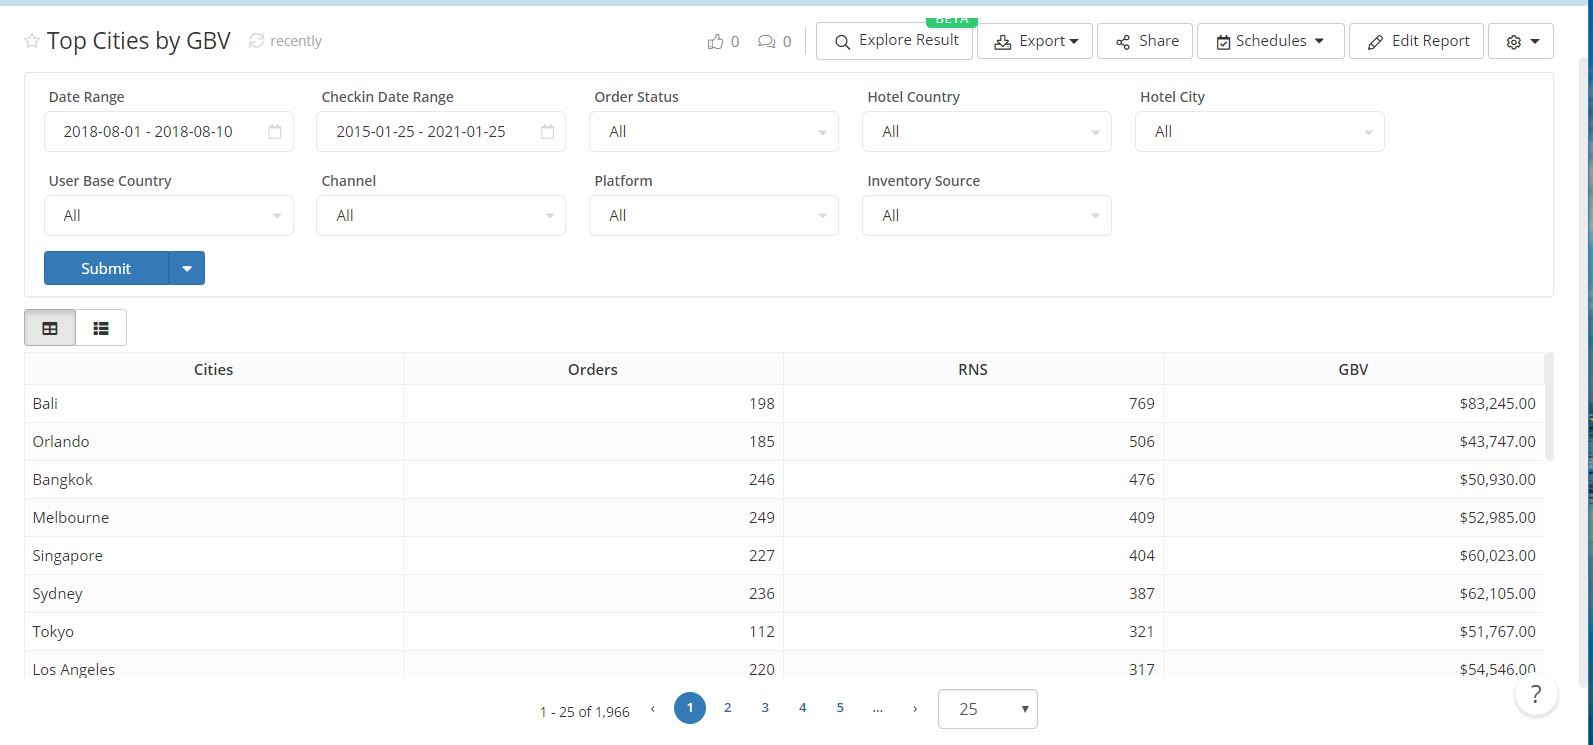 Top Cities by GBV recently 0 0 Explore Result BETA Export Share Schedules Edit Report
Date Range Checkin Date Range Order Status Hotel Country Hotel City
2018-08-01 - 2018-08-10 2015-01-25 - 2021-01-25 All All All
User Base Country Channel Platform Inventory Source
All All All All
Submit
Cities Orders RNS GBV
Bali 198 769 $83,245.00
Orlando 185 506 $43,747.00
Bangkok 246 476 $50,930.00
Melbourne 249 409 $52,985.00
Singapore 227 404 $60,023.00
Sydney 236 387 $62,105.00
Tokyo 112 321 $51,767.00
Los Angeles 220 317 $54,546.00
1 - 25 of 1,966 ‹ 1 2 3 4 5 ... › 25
?